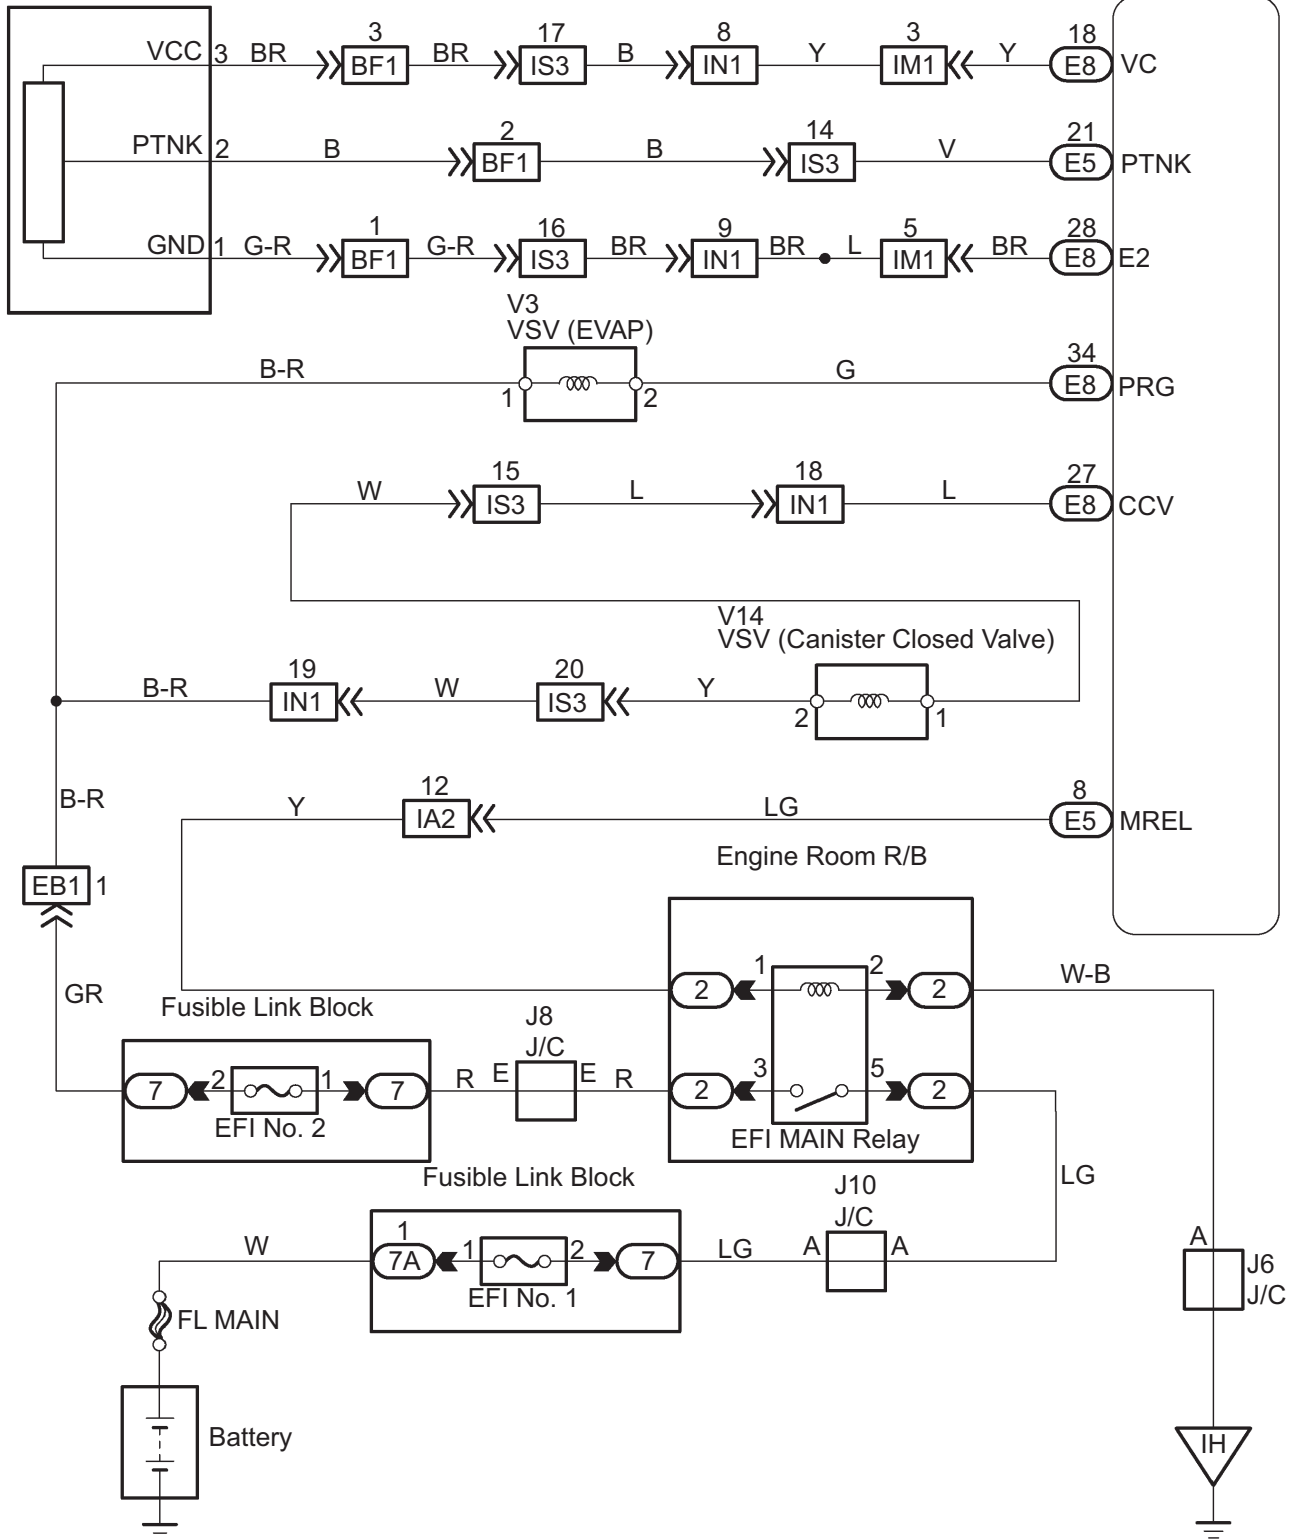 3 17 8 3 18
VCC 3 BR BF1 BR IS3 B IN1 Y IM1 Y E8 VC
2 14 21
PTNK 2 B BF1 B IS3 V E5 PTNK
1 16 9 5 28
GND 1 G-R BF1 G-R IS3 BR IN1 BR L IM1 BR E8 E2
V3
VSV (EVAP)
34
B-R 1 2 G E8 PRG
15 18 27
W IS3 L IN1 L E8 CCV
V14
VSV (Canister Closed Valve)
19 20
B-R IN1 W IS3 Y 2 1
B-R
12 8
Y IA2 LG E5 MREL
Engine Room R/B
EB1 1
GR
2 1 2 2 W-B
Fusible Link Block
J8
J/C
7 2 1 7 R E E R 2 3 5 2
EFI No. 2
EFI MAIN Relay
Fusible Link Block
LG
J10
J/C
1
W 7A 1 2 7 LG A A
EFI No. 1
A
J6
J/C
FL MAIN
Battery
IH